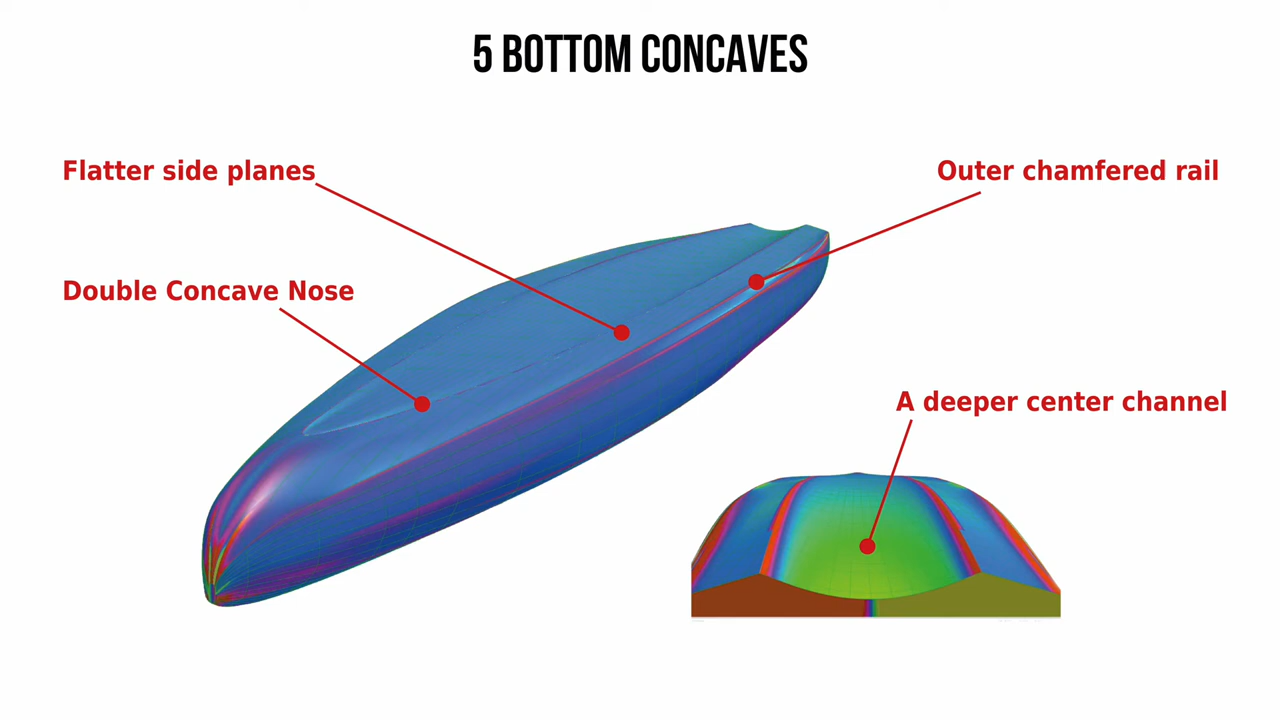 5 BOTTOM CONCAVES
Flatter side planes
Outer chamfered rail
Double Concave Nose
A deeper center channel